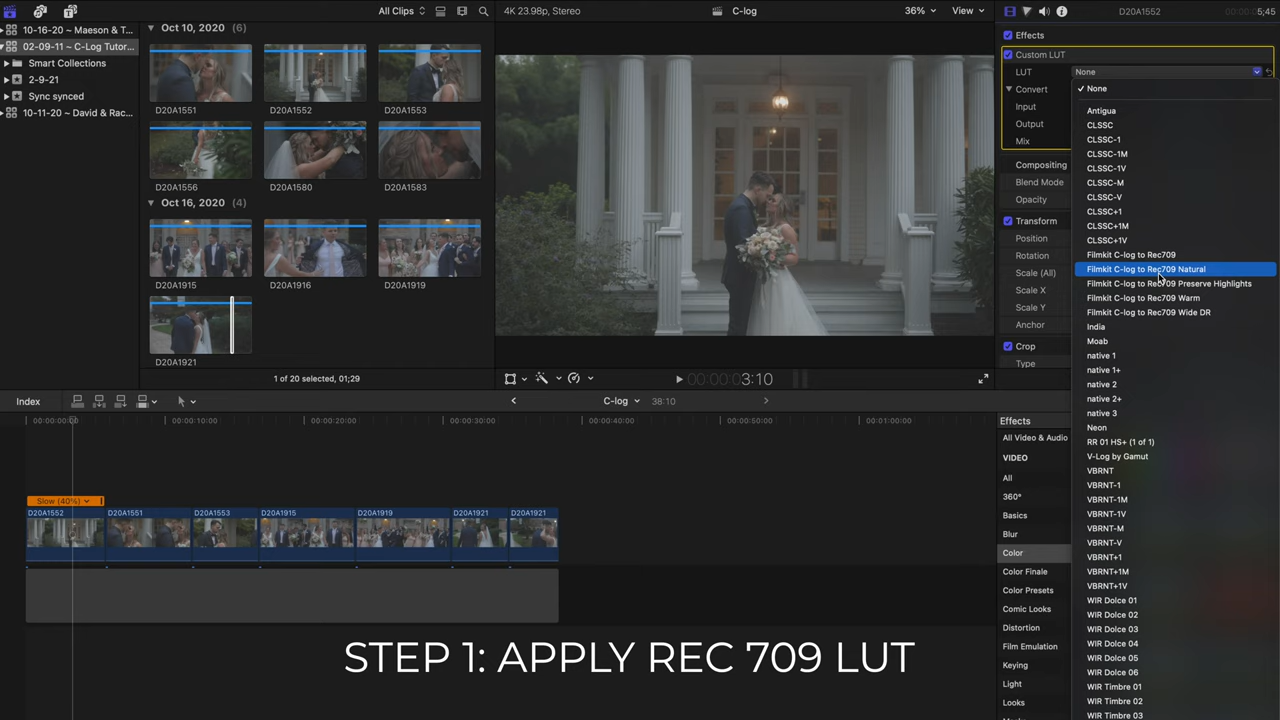 10-16-20 ~ Maeson & T...
02-09-11 ~ C-Log Tutor...
Smart Collections
2-9-21
Sync synced
10-11-20 ~ David & Rac...
All Clips
Oct 10, 2020 (6)
D20A1551
D20A1552
D20A1553
D20A1556
D20A1580
D20A1583
Oct 16, 2020 (4)
D20A1915
D20A1916
D20A1919
D20A1921
1 of 20 selected, 01;29
4K 23.98p, Stereo
C-log
36%
View
00:00:00:03:10
D20A1552
00:00:05;45
Effects
Custom LUT
LUT
None
Convert
Input
Output
Mix
Compositing
Blend Mode
Opacity
Transform
Position
Rotation
Scale (All)
Scale X
Scale Y
Anchor
Crop
Type
✓ None
Antigua
CLSSC
CLSSC-1
CLSSC-1M
CLSSC-1V
CLSSC-M
CLSSC-V
CLSSC+1
CLSSC+1M
CLSSC+1V
Filmkit C-log to Rec709
Filmkit C-log to Rec709 Natural
Filmkit C-log to Rec709 Preserve Highlights
Filmkit C-log to Rec709 Warm
Filmkit C-log to Rec709 Wide DR
India
Moab
native 1
native 1+
native 2
native 2+
native 3
Neon
RR 01 HS+ (1 of 1)
V-Log by Gamut
VBRNT
VBRNT-1
VBRNT-1M
VBRNT-1V
VBRNT-M
VBRNT-V
VBRNT+1
VBRNT+1M
VBRNT+1V
WIR Dolce 01
WIR Dolce 02
WIR Dolce 03
WIR Dolce 04
WIR Dolce 05
WIR Dolce 06
WIR Timbre 01
WIR Timbre 02
WIR Timbre 03
Index
C-log
38:10
00:00:00:00
00:00:10:00
00:00:20:00
00:00:30:00
00:00:40:00
00:00:50:00
00:01:00:00
Slow (40%)
D20A1552
D20A1551
D20A1553
D20A1915
D20A1919
D20A1921
D20A1921
Effects
All Video & Audio
VIDEO
All
360°
Basics
Blur
Color
Color Finale
Color Presets
Comic Looks
Distortion
Film Emulation
Keying
Light
Looks
STEP 1: APPLY REC 709 LUT